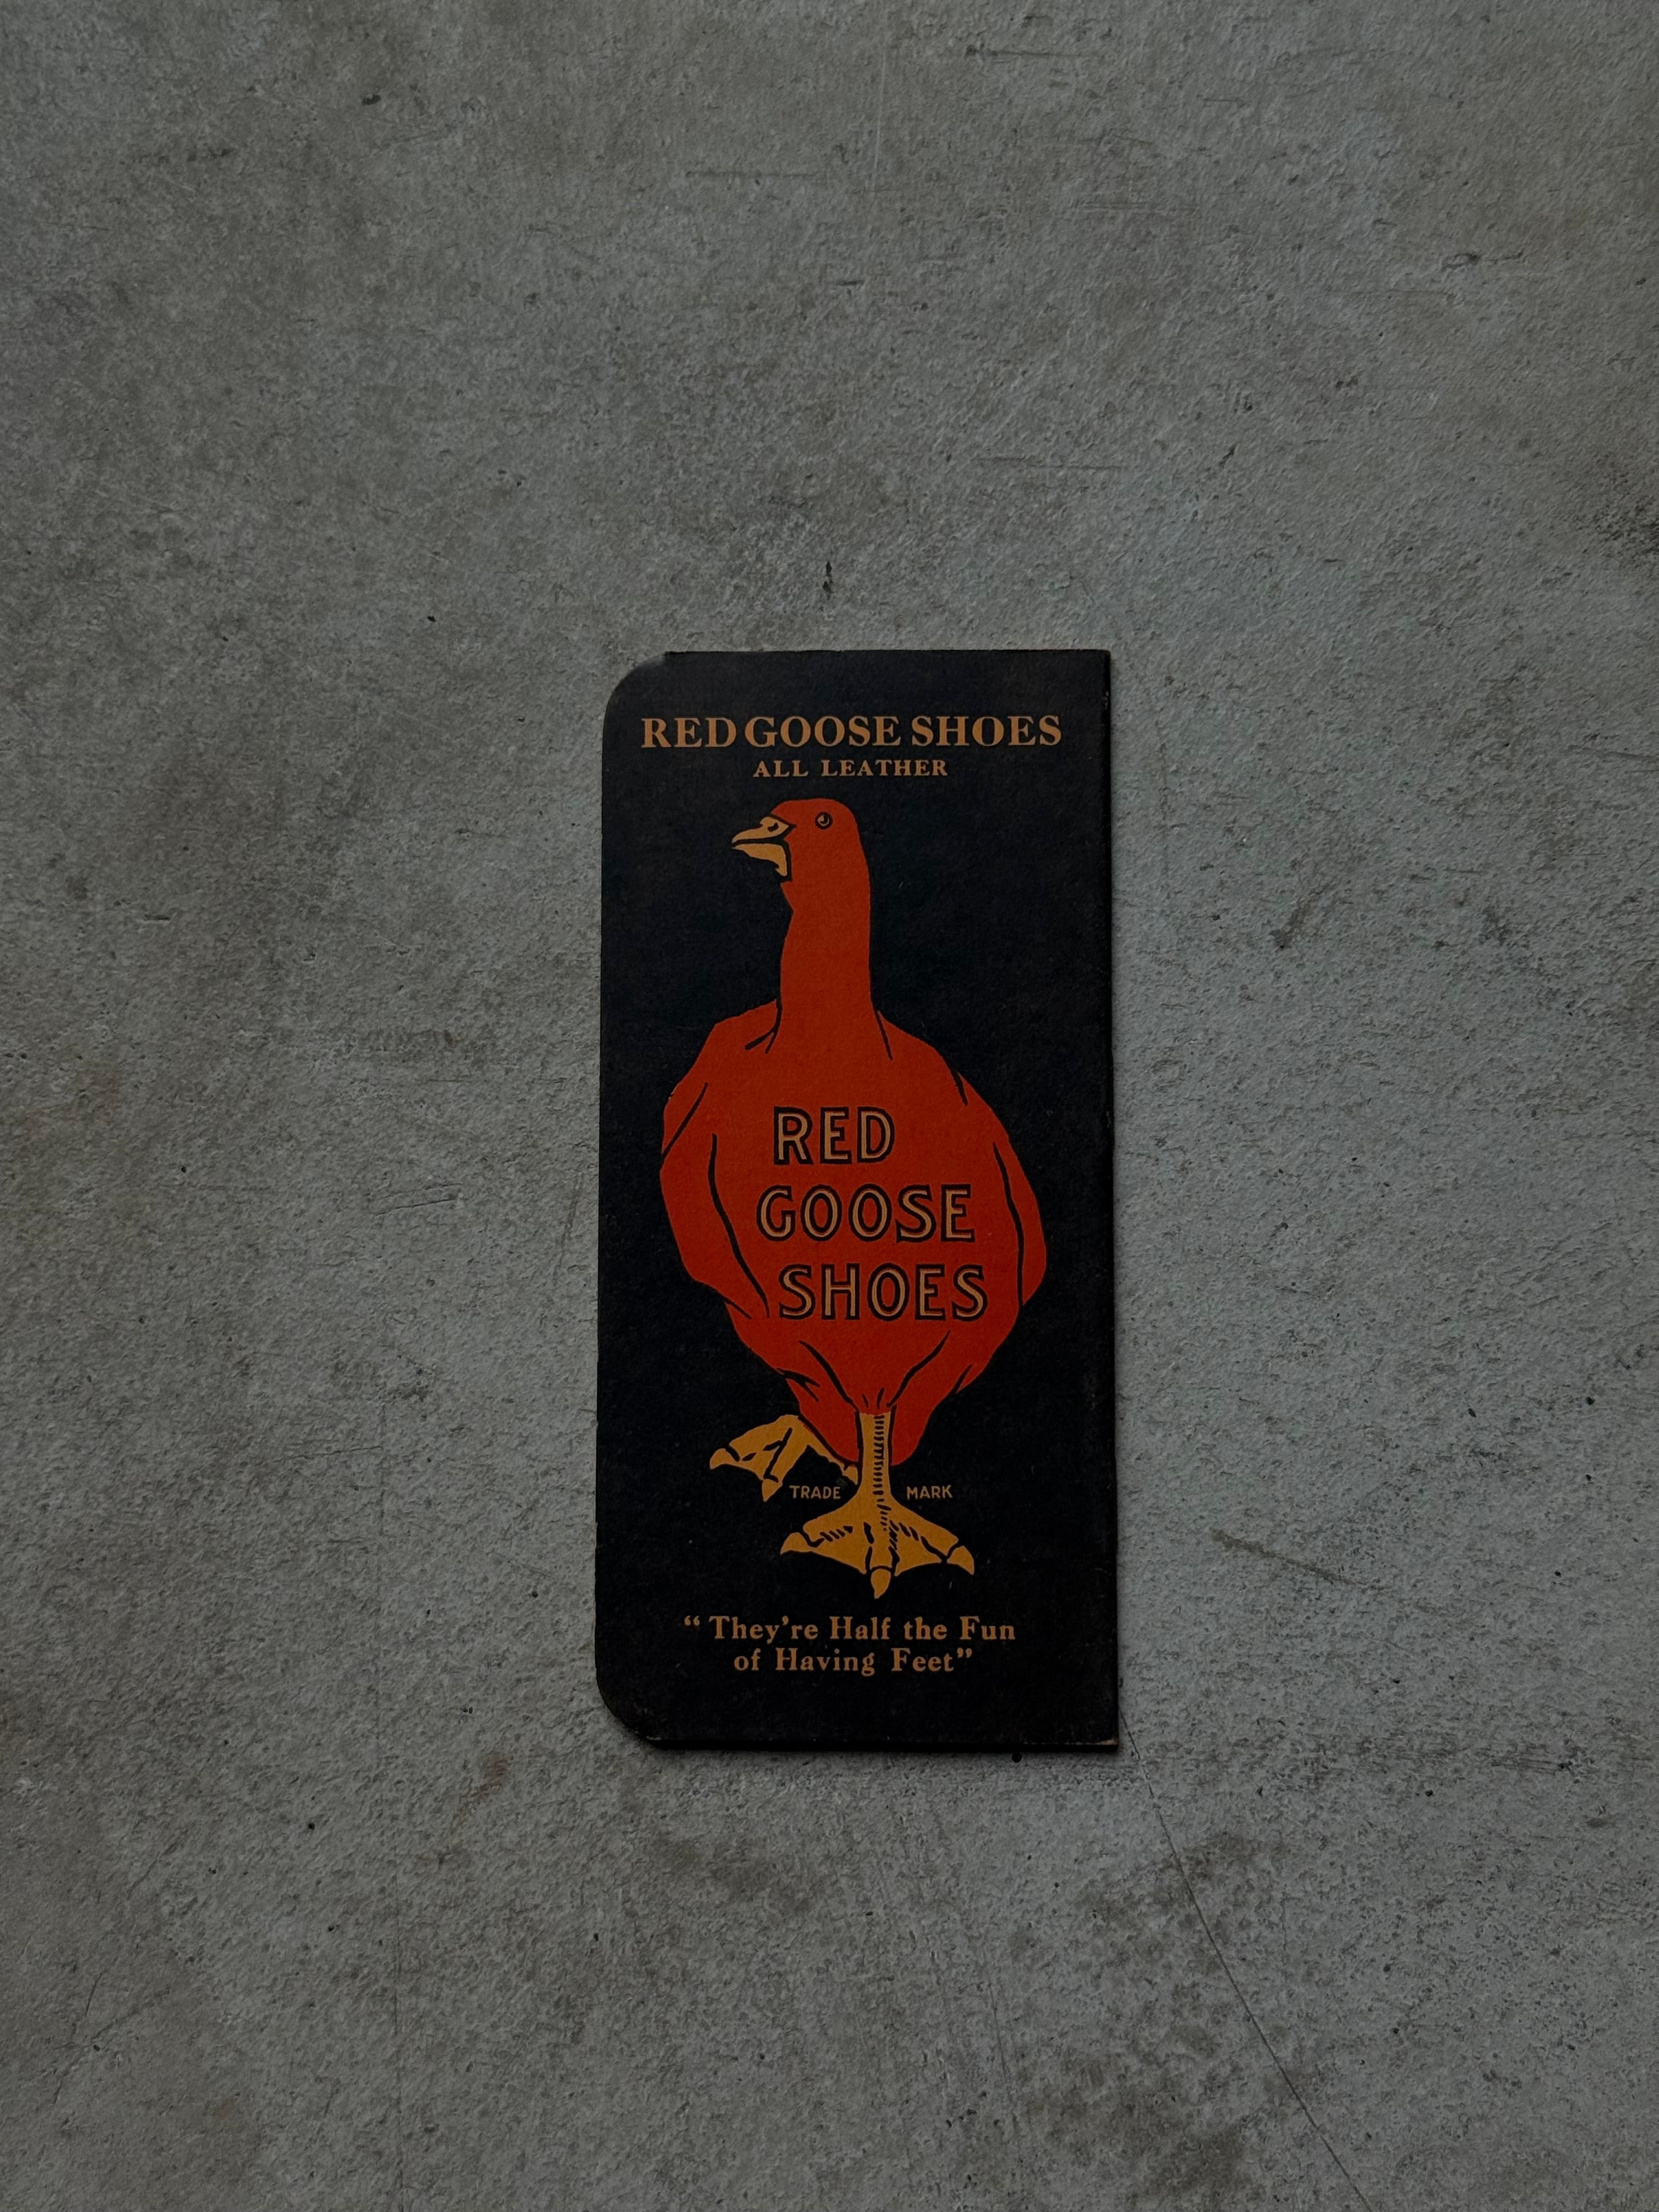 RED GOOSE SHOES
ALL LEATHER
RED
GOOSE
SHOES
TRADE MARK
“They're Half the Fun
of Having Feet”